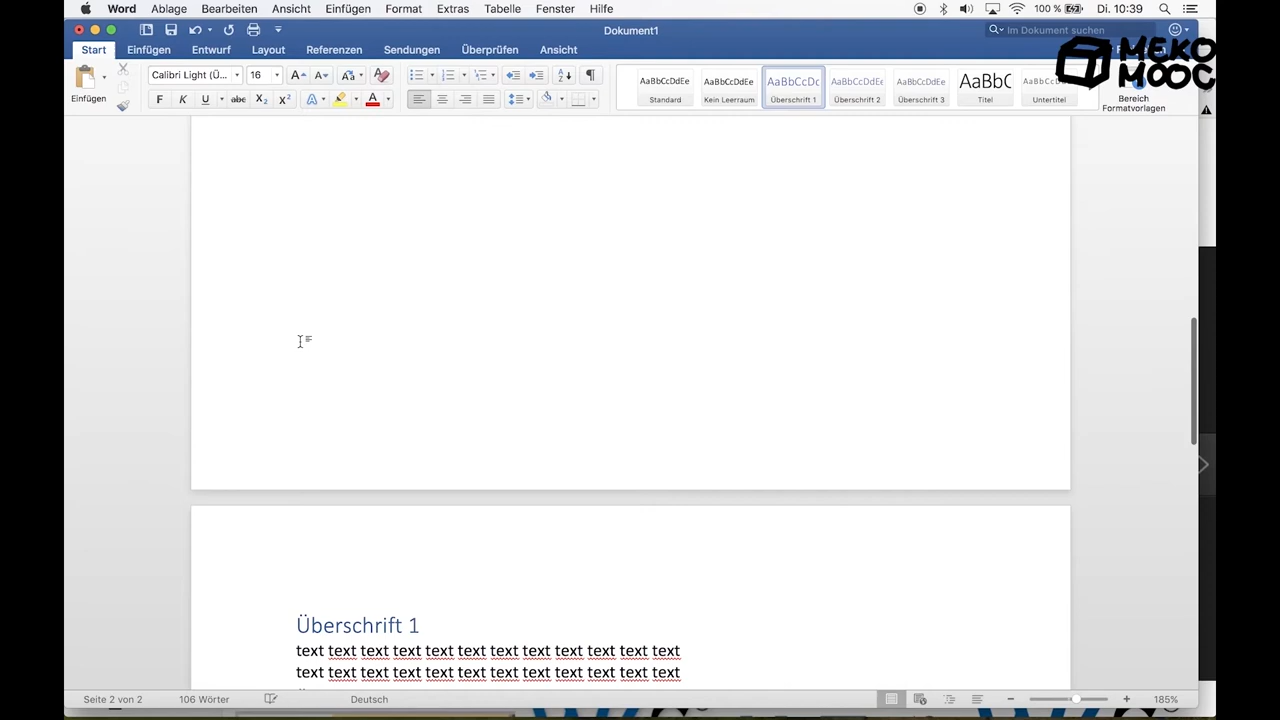 Word Ablage Bearbeiten Ansicht Einfügen Format Extras Tabelle Fenster Hilfe 100 % Di. 10:39
Dokument1 Im Dokument suchen
Start Einfügen Entwurf Layout Referenzen Sendungen Überprüfen Ansicht
MEKO
MOOC
Calibri Light (Ü... 16
AaBbCcDdEe AaBbCcDdEe AaBbCcDc AaBbCcDdEe AaBbCcDdEe AaBbC
Einfügen F K U abc X₂ X² A A
Standard Kein Leerraum Überschrift 1 Überschrift 2 Überschrift 3 Titel Untertitel
Bereich
Formatvorlagen
Überschrift 1
text text text text text text text text text text text text
text text text text text text text text text text text text
Seite 2 von 2 106 Wörter Deutsch 185%